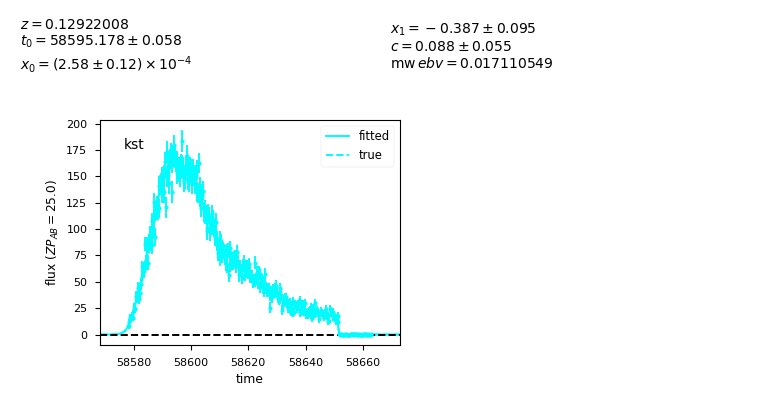 z = 0.12922008
t₀ = 58595.178 ± 0.058
x₀ = (2.58 ± 0.12) × 10⁻⁴
x₁ = −0.387 ± 0.095
c = 0.088 ± 0.055
mw ebv = 0.017110549
kst
fitted
true
200
175
150
125
100
75
50
25
0
flux (ZP_AB = 25.0)
58580 58600 58620 58640 58660
time